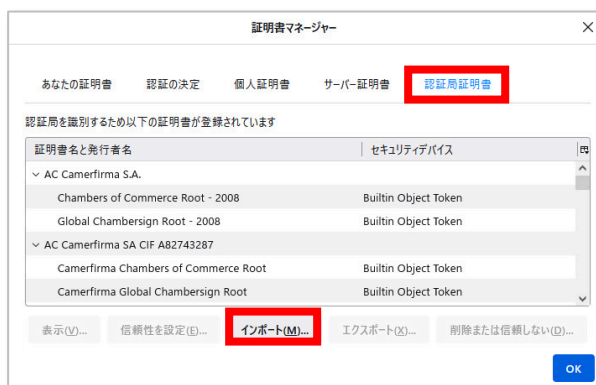 証明書マネージャー
あなたの証明書 認証の決定 個人証明書 サーバー証明書 認証局証明書
認証局を識別するため以下の証明書が登録されています
証明書名と発行者名 セキュリティデバイス
AC Camerfirma S.A.
Chambers of Commerce Root - 2008 Builtin Object Token
Global Chambersign Root - 2008 Builtin Object Token
AC Camerfirma SA CIF A82743287
Camerfirma Chambers of Commerce Root Builtin Object Token
Camerfirma Global Chambersign Root Builtin Object Token
表示(V)... 信頼性を設定(E)... インポート(M)... エクスポート(X)... 削除または信頼しない(D)...
OK